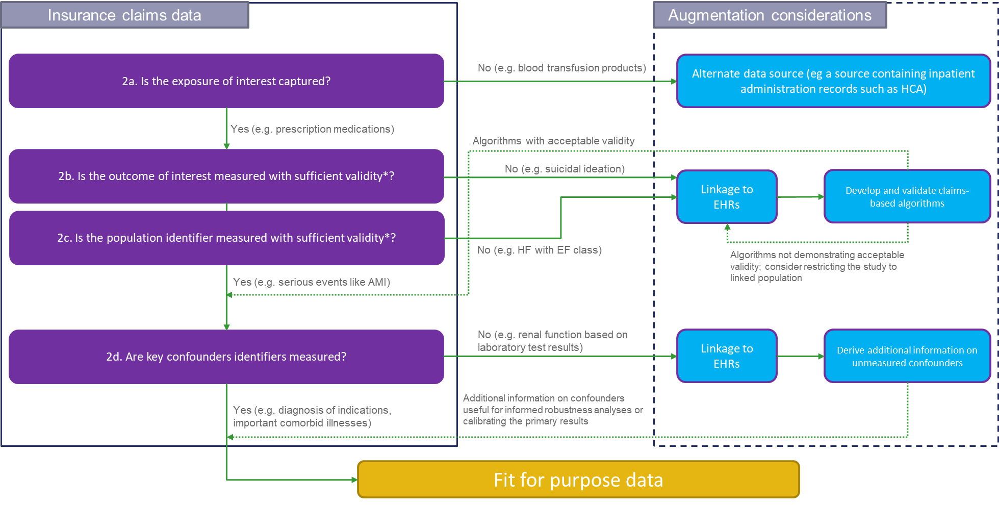 Insurance claims data
Augmentation considerations
2a. Is the exposure of interest captured?
No (e.g. blood transfusion products)
Alternate data source (eg a source containing inpatient
administration records such as HCA)
Yes (e.g. prescription medications)
Algorithms with acceptable validity
2b. Is the outcome of interest measured with sufficient validity*?
No (e.g. suicidal ideation)
Linkage to
EHRs
Develop and validate claims-
based algorithms
2c. Is the population identifier measured with sufficient validity*?
No (e.g. HF with EF class)
Algorithms not demonstrating acceptable
validity; consider restricting the study to
linked population
Yes (e.g. serious events like AMI)
2d. Are key confounders identifiers measured?
No (e.g. renal function based on
laboratory test results)
Linkage to
EHRs
Derive additional information on
unmeasured confounders
Yes (e.g. diagnosis of indications,
important comorbid illnesses)
Additional information on confounders
useful for informed robustness analyses or
calibrating the primary results
Fit for purpose data